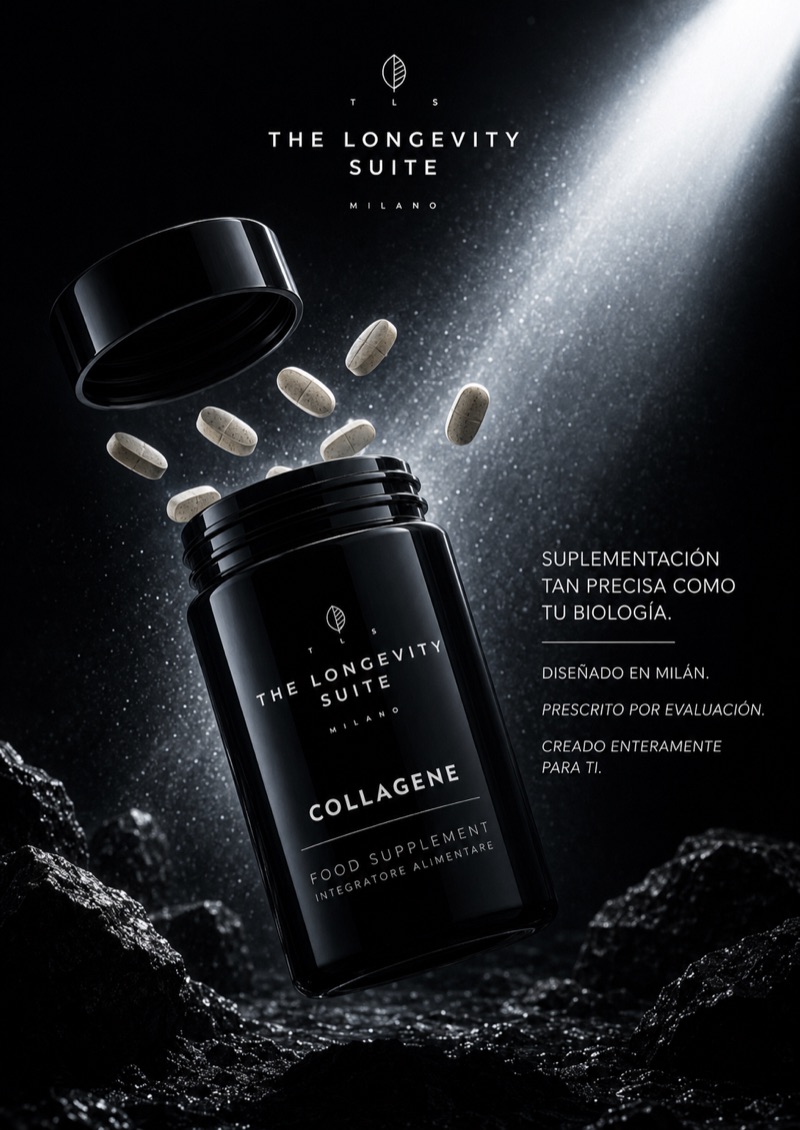 T L S
THE LONGEVITY
SUITE
MILANO
T L S
THE LONGEVITY
SUITE
MILANO
COLLAGENE
FOOD SUPPLEMENT
INTEGRATORE ALIMENTARE
SUPLEMENTACIÓN
TAN PRECISA COMO
TU BIOLOGÍA.
DISEÑADO EN MILÁN.
PRESCRITO POR EVALUACIÓN.
CREADO ENTERAMENTE
PARA TI.